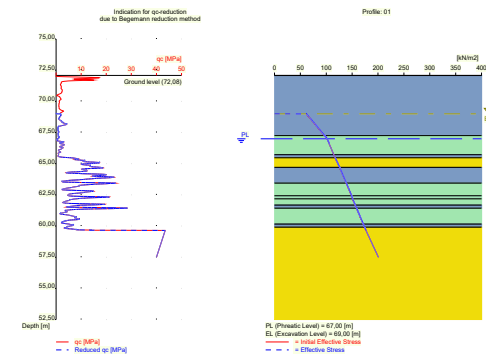 Indication for qc-reduction
due to Begemann reduction method
75,00
0 10 20 30 40 50
qc [MPa]
Ground level (72,08)
72,50
70,00
67,50
65,00
62,50
60,00
57,50
52,50
Depth [m]
qc [MPa]
Reduced qc [MPa]
Profile: 01
[kN/m2]
0 50 100 150 200 250 300 350 400
PL
PL (Phreatic Level) = 67,00 [m]
EL (Excavation Level) = 69,00 [m]
= Initial Effective Stress
= Effective Stress